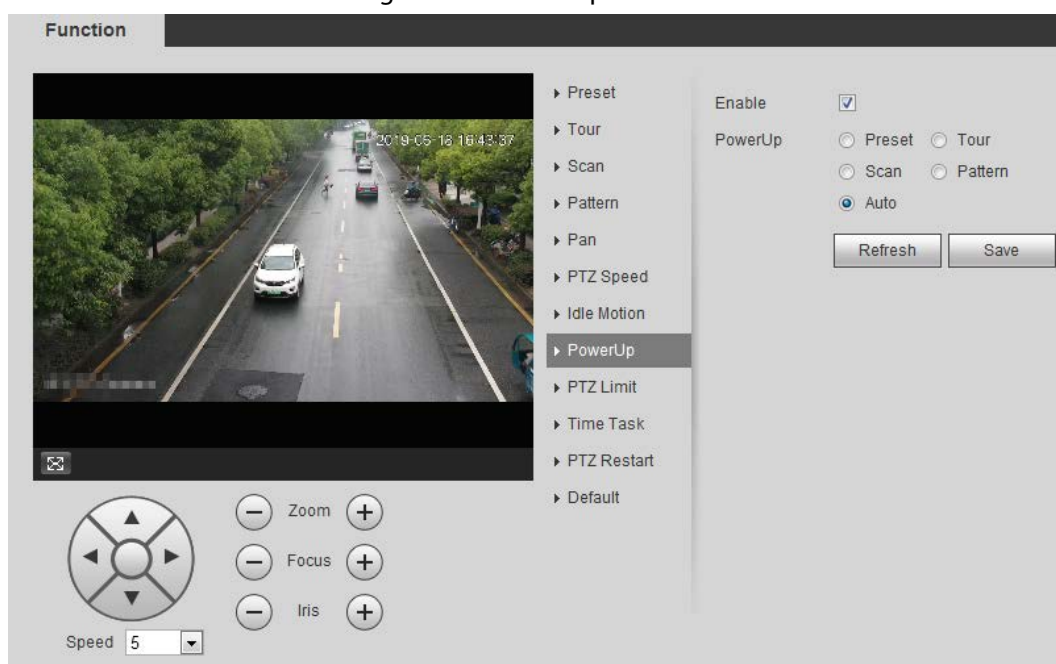 Function
2019-05-18 16:43:37
Preset
Tour
Scan
Pattern
Pan
PTZ Speed
Idle Motion
PowerUp
PTZ Limit
Time Task
PTZ Restart
Default
Enable
PowerUp
Preset Tour
Scan Pattern
Auto
Refresh Save
Zoom
Focus
Iris
Speed 5